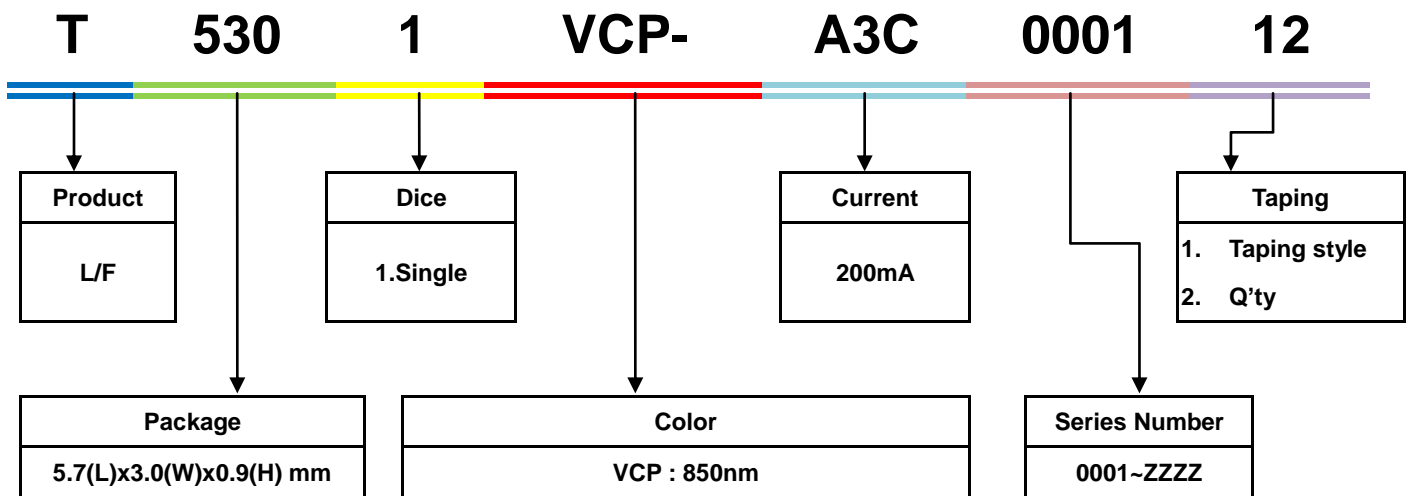 T 530 1 VCP- A3C 0001 12
Product
L/F
Dice
1.Single
Current
200mA
Taping
1. Taping style
2. Q’ty
Package
5.7(L)x3.0(W)x0.9(H) mm
Color
VCP : 850nm
Series Number
0001~ZZZZ